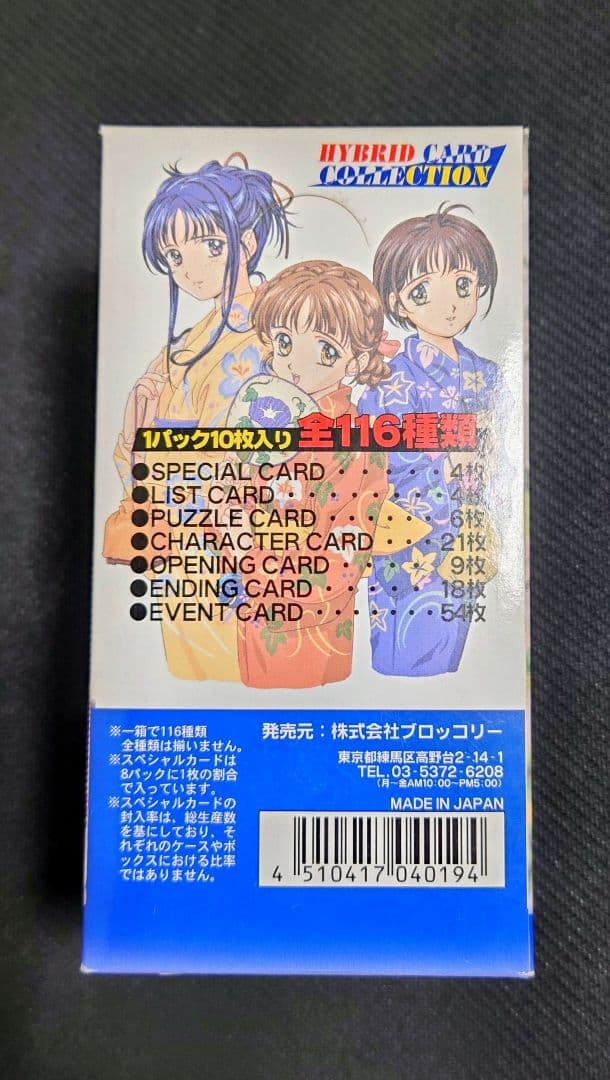 HYBRID CARD
COLLECTION
1パック10枚入り 全116種類
●SPECIAL CARD・・・・・・4枚
●LIST CARD・・・・・・・・4枚
●PUZZLE CARD・・・・・・6枚
●CHARACTER CARD・・・21枚
●OPENING CARD・・・・・9枚
●ENDING CARD・・・・・18枚
●EVENT CARD・・・・・・・54枚
※一箱で116種類
全種類は揃いません。
※スペシャルカードは
8パックに1枚の割合
で入っています。
※スペシャルカードの
封入率は、総生産数
を基にしており、そ
れぞれのケースやボ
ックスにおける比率
ではありません。
発売元：株式会社ブロッコリー
東京都練馬区高野台2-14-1
TEL.03-5372-6208
(月〜金AM10:00〜PM5:00)
MADE IN JAPAN
4 510417 040194